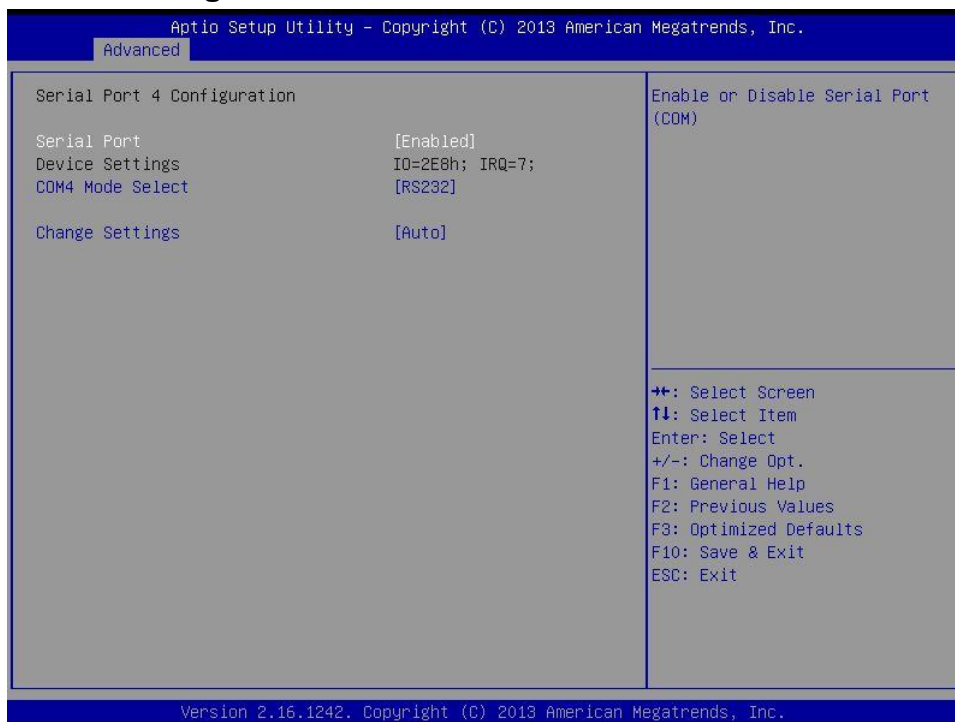 Aptio Setup Utility – Copyright (C) 2013 American Megatrends, Inc.
Advanced
Serial Port 4 Configuration
Serial Port [Enabled]
Device Settings IO=2E8h; IRQ=7;
COM4 Mode Select [RS232]
Change Settings [Auto]
Enable or Disable Serial Port
(COM)
→←: Select Screen
↑↓: Select Item
Enter: Select
+/-: Change Opt.
F1: General Help
F2: Previous Values
F3: Optimized Defaults
F10: Save & Exit
ESC: Exit
Version 2.16.1242. Copyright (C) 2013 American Megatrends, Inc.